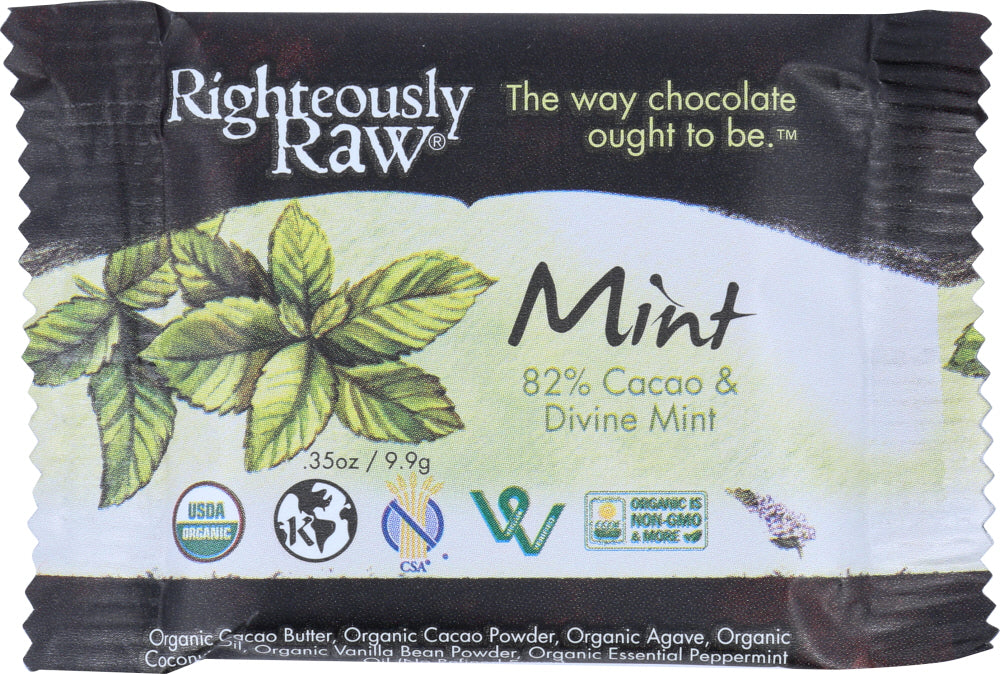 Righteously
Raw®
The way chocolate
ought to be.™
Mint
82% Cacao &
Divine Mint
.35oz / 9.9g
USDA
ORGANIC
K
CSA®
ORGANIC IS
NON-GMO
& MORE
Organic Cacao Butter, Organic Cacao Powder, Organic Agave, Organic
Oil, Organic Vanilla Bean Powder, Organic Essential Peppermint